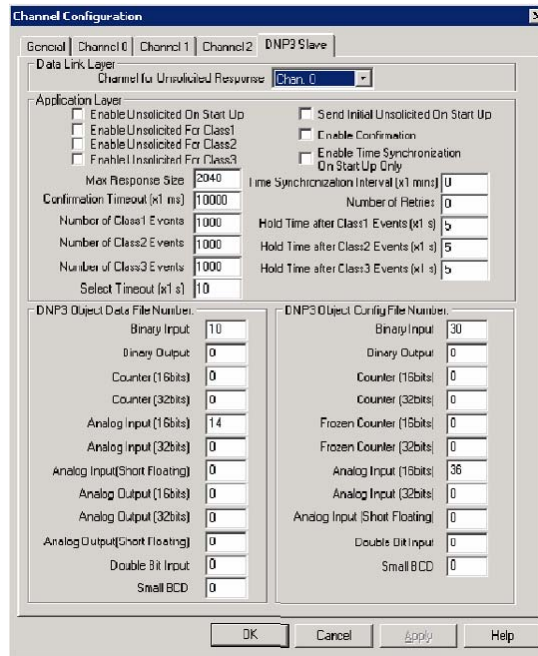 Channel Configuration
General Channel 0 Channel 1 Channel 2 DNP3 Slave
Data Link Layer
Channel for Unsolicited Response Chan. 0
Application Layer
Enable Unsolicited On Start Up
Enable Unsolicited For Class1
Enable Unsolicited For Class2
Enable Unsolicited For Class3
Send Initial Unsolicited On Start Up
Enable Confirmation
Enable Time Synchronization
On Start Up Only
Max Response Size 2040
Confirmation Timeout (x1 ms) 10000
Number of Class1 Events 1000
Number of Class2 Events 1000
Number of Class3 Events 1000
Select Timeout (x1 s) 10
Time Synchronization Interval (x1 mins) 0
Number of Retries 0
Hold Time after Class1 Events (x1 s) 5
Hold Time after Class2 Events (x1 s) 5
Hold Time after Class3 Events (x1 s) 5
DNP3 Object Data File Number:
Binary Input 10
Binary Output 0
Counter (16bits) 0
Counter (32bits) 0
Analog Input (16bits) 14
Analog Input (32bits) 0
Analog Input(Short Floating) 0
Analog Output (16bits) 0
Analog Output (32bits) 0
Analog Output(Short Floating) 0
Double Bit Input 0
Small BCD 0
DNP3 Object Config File Number:
Binary Input 30
Binary Output 0
Counter (16bits) 0
Counter (32bits) 0
Frozen Counter (16bits) 0
Frozen Counter (32bits) 0
Analog Input (16bits) 36
Analog Input (32bits) 0
Analog Input (Short Floating) 0
Double Bit Input 0
Small BCD 0
OK Cancel Apply Help